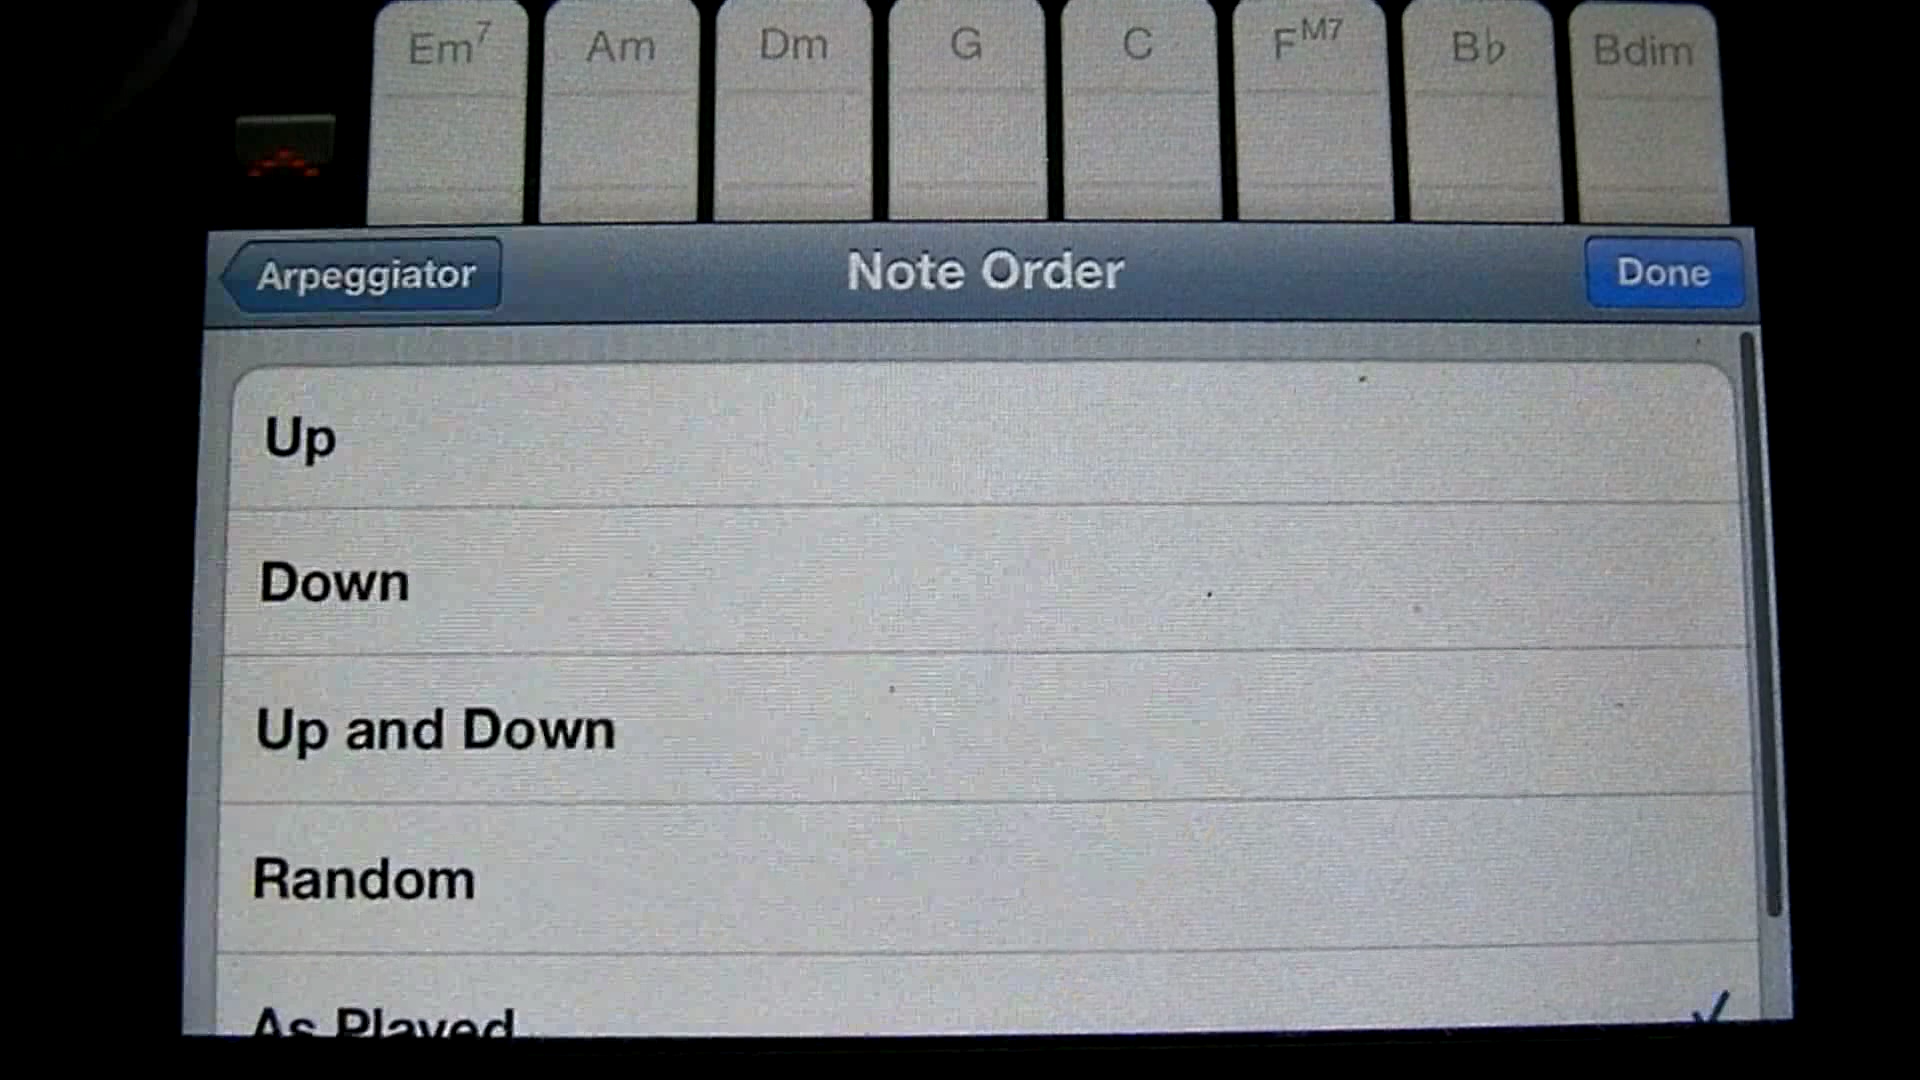 Em7 Am Dm G C FM7 B♭ Bdim
Arpeggiator Note Order Done
Up
Down
Up and Down
Random
As Played